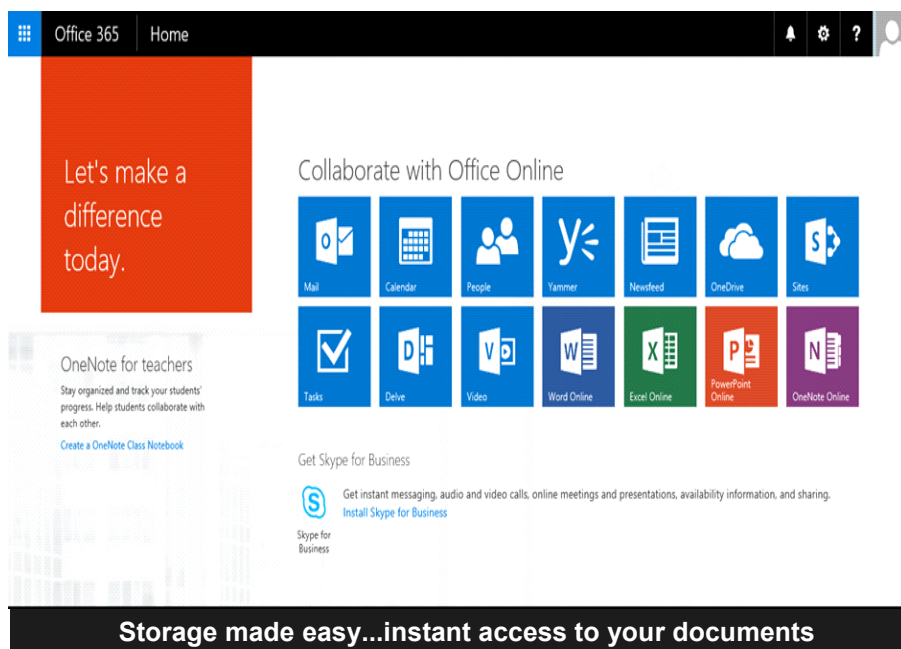 Office 365 Home ?
Let's make a
difference
today.
Collaborate with Office Online
Mail Calendar People Yammer Newsfeed OneDrive Sites
Tasks Delve Video Word Online Excel Online PowerPoint
Online OneNote Online
OneNote for teachers
Stay organized and track your students'
progress. Help students collaborate with
each other.
Create a OneNote Class Notebook
Get Skype for Business
Get instant messaging, audio and video calls, online meetings and presentations, availability information, and sharing.
Install Skype for Business
Skype for
Business
Storage made easy...instant access to your documents